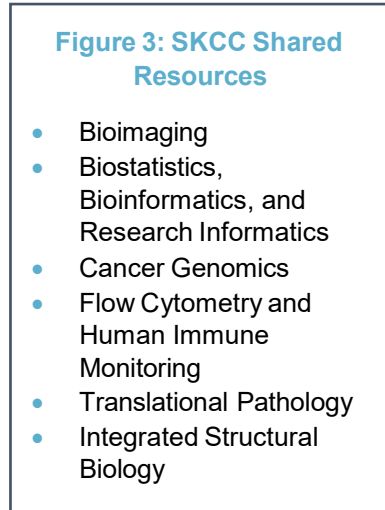 Figure 3: SKCC Shared
Resources
• Bioimaging
• Biostatistics,
Bioinformatics, and
Research Informatics
• Cancer Genomics
• Flow Cytometry and
Human Immune
Monitoring
• Translational Pathology
• Integrated Structural
Biology